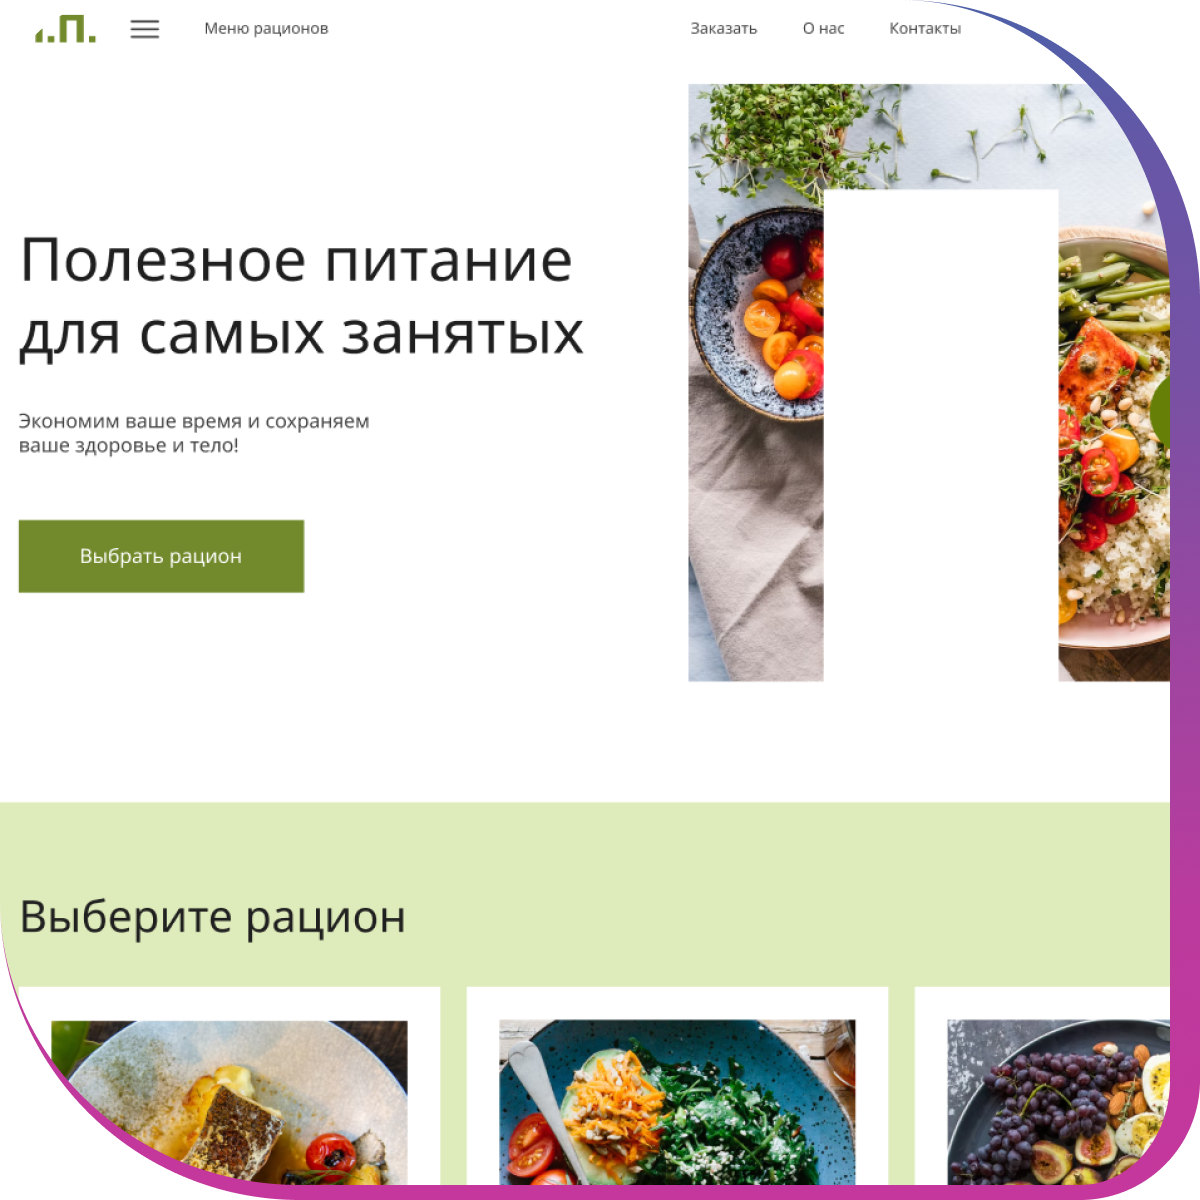 .П.
Меню рационов
Заказать
О нас
Контакты
Полезное питание
для самых занятых
Экономим ваше время и сохраняем
ваше здоровье и тело!
Выбрать рацион
Выберите рацион